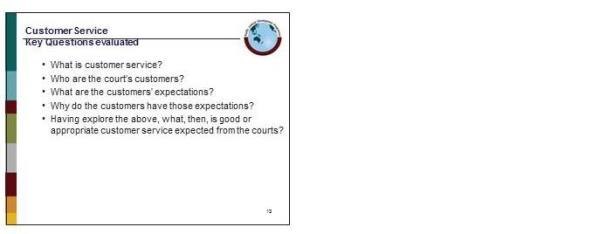 Customer Service
Key Questions evaluated
• What is customer service?
• Who are the court's customers?
• What are the customers' expectations?
• Why do the customers have those expectations?
• Having explore the above, what, then, is good or
appropriate customer service expected from the courts?